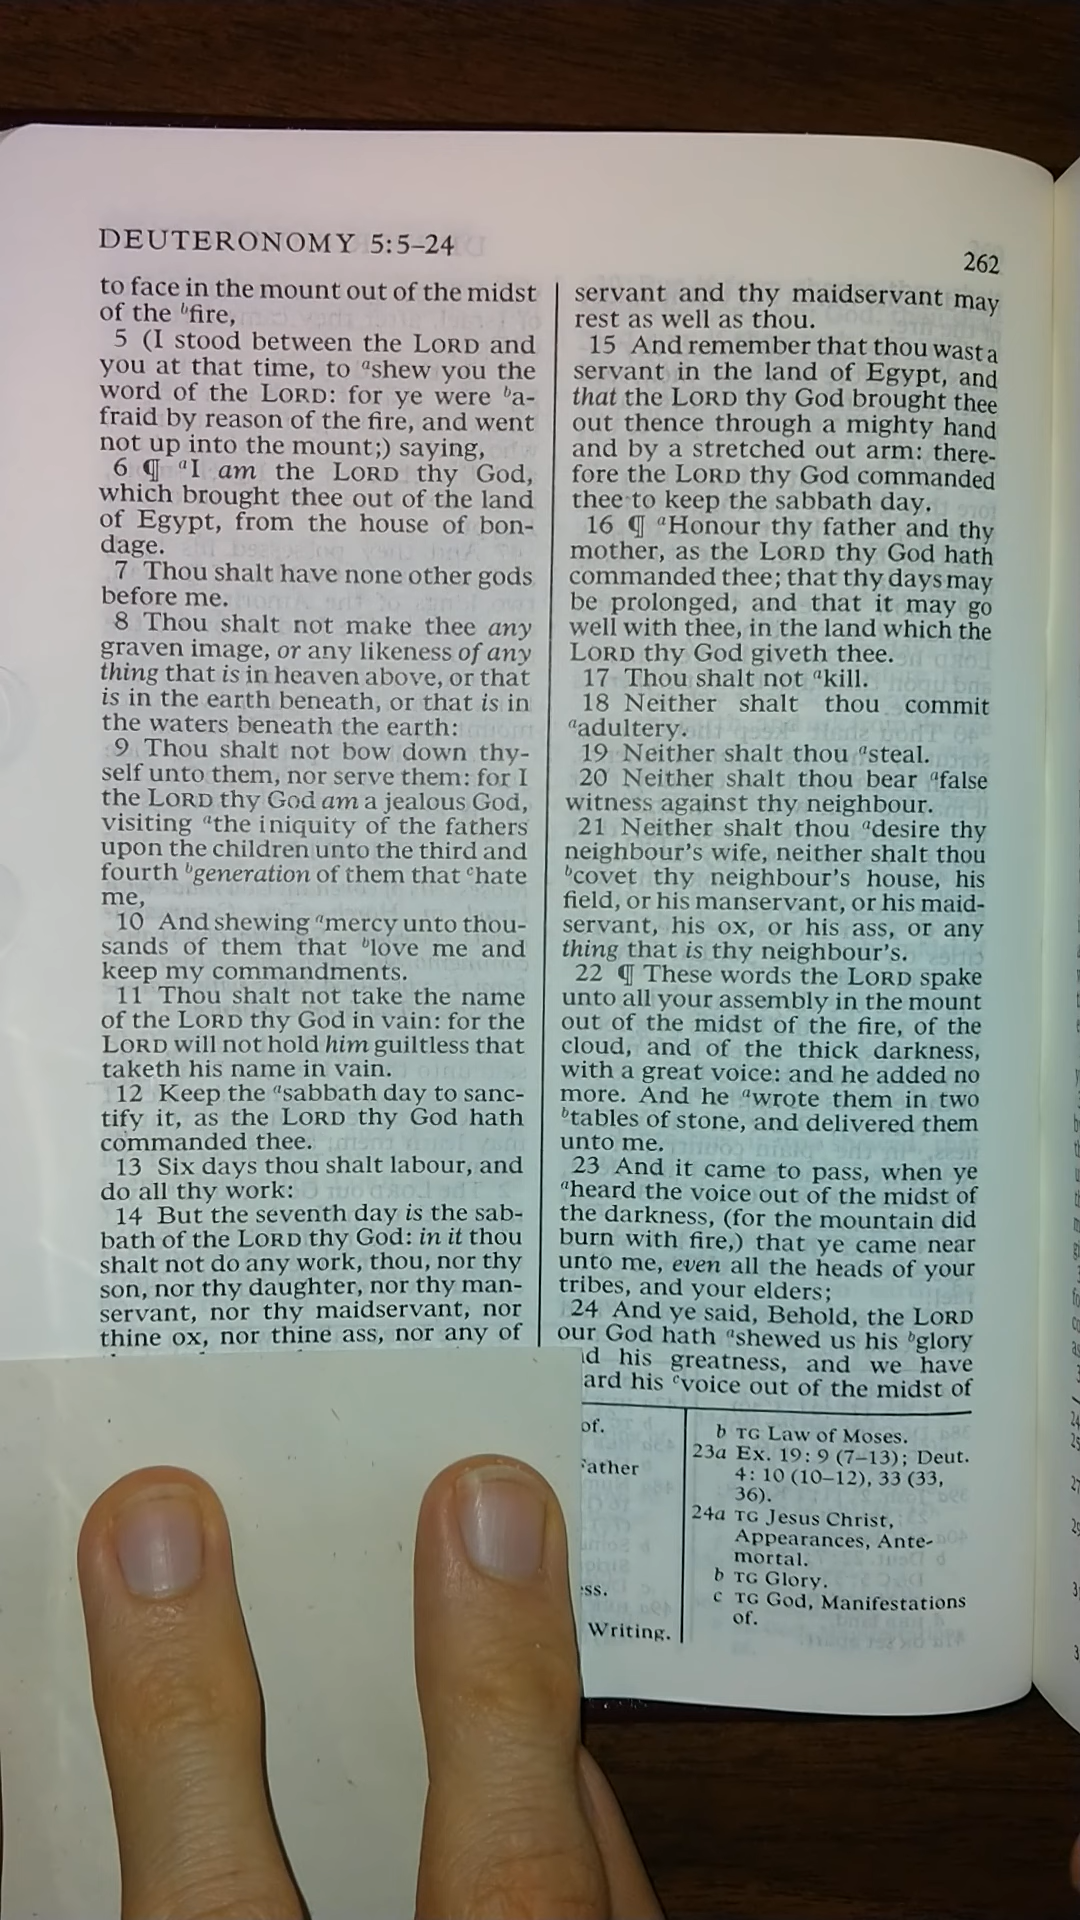 DEUTERONOMY 5:5–24
262
to face in the mount out of the midst
of the ᵇfire,
5 (I stood between the LORD and
you at that time, to ᵃshew you the
word of the LORD: for ye were ᵇa-
fraid by reason of the fire, and went
not up into the mount;) saying,
6 ¶ ᵃI am the LORD thy God,
which brought thee out of the land
of Egypt, from the house of bon-
dage.
7 Thou shalt have none other gods
before me.
8 Thou shalt not make thee any
graven image, or any likeness of any
thing that is in heaven above, or that
is in the earth beneath, or that is in
the waters beneath the earth:
9 Thou shalt not bow down thy-
self unto them, nor serve them: for I
the LORD thy God am a jealous God,
visiting ᵃthe iniquity of the fathers
upon the children unto the third and
fourth ᵇgeneration of them that ᶜhate
me,
10 And shewing ᵃmercy unto thou-
sands of them that ᵇlove me and
keep my commandments.
11 Thou shalt not take the name
of the LORD thy God in vain: for the
LORD will not hold him guiltless that
taketh his name in vain.
12 Keep the ᵃsabbath day to sanc-
tify it, as the LORD thy God hath
commanded thee.
13 Six days thou shalt labour, and
do all thy work:
14 But the seventh day is the sab-
bath of the LORD thy God: in it thou
shalt not do any work, thou, nor thy
son, nor thy daughter, nor thy man-
servant, nor thy maidservant, nor
thine ox, nor thine ass, nor any of
servant and thy maidservant may
rest as well as thou.
15 And remember that thou wast a
servant in the land of Egypt, and
that the LORD thy God brought thee
out thence through a mighty hand
and by a stretched out arm: there-
fore the LORD thy God commanded
thee to keep the sabbath day.
16 ¶ ᵃHonour thy father and thy
mother, as the LORD thy God hath
commanded thee; that thy days may
be prolonged, and that it may go
well with thee, in the land which the
LORD thy God giveth thee.
17 Thou shalt not ᵃkill.
18 Neither shalt thou commit
ᵃadultery.
19 Neither shalt thou ᵃsteal.
20 Neither shalt thou bear ᵃfalse
witness against thy neighbour.
21 Neither shalt thou ᵃdesire thy
neighbour's wife, neither shalt thou
ᵇcovet thy neighbour's house, his
field, or his manservant, or his maid-
servant, his ox, or his ass, or any
thing that is thy neighbour's.
22 ¶ These words the LORD spake
unto all your assembly in the mount
out of the midst of the fire, of the
cloud, and of the thick darkness,
with a great voice: and he added no
more. And he ᵃwrote them in two
ᵇtables of stone, and delivered them
unto me.
23 And it came to pass, when ye
ᵃheard the voice out of the midst of
the darkness, (for the mountain did
burn with fire,) that ye came near
unto me, even all the heads of your
tribes, and your elders;
24 And ye said, Behold, the LORD
our God hath ᵃshewed us his ᵇglory
his greatness, and we have
his ᶜvoice out of the midst of
of.
Writing.
b TG Law of Moses.
23a Ex. 19: 9 (7–13); Deut.
4: 10 (10–12), 33 (33,
36).
24a TG Jesus Christ,
Appearances, Ante-
mortal.
b TG Glory.
c TG God, Manifestations
of.